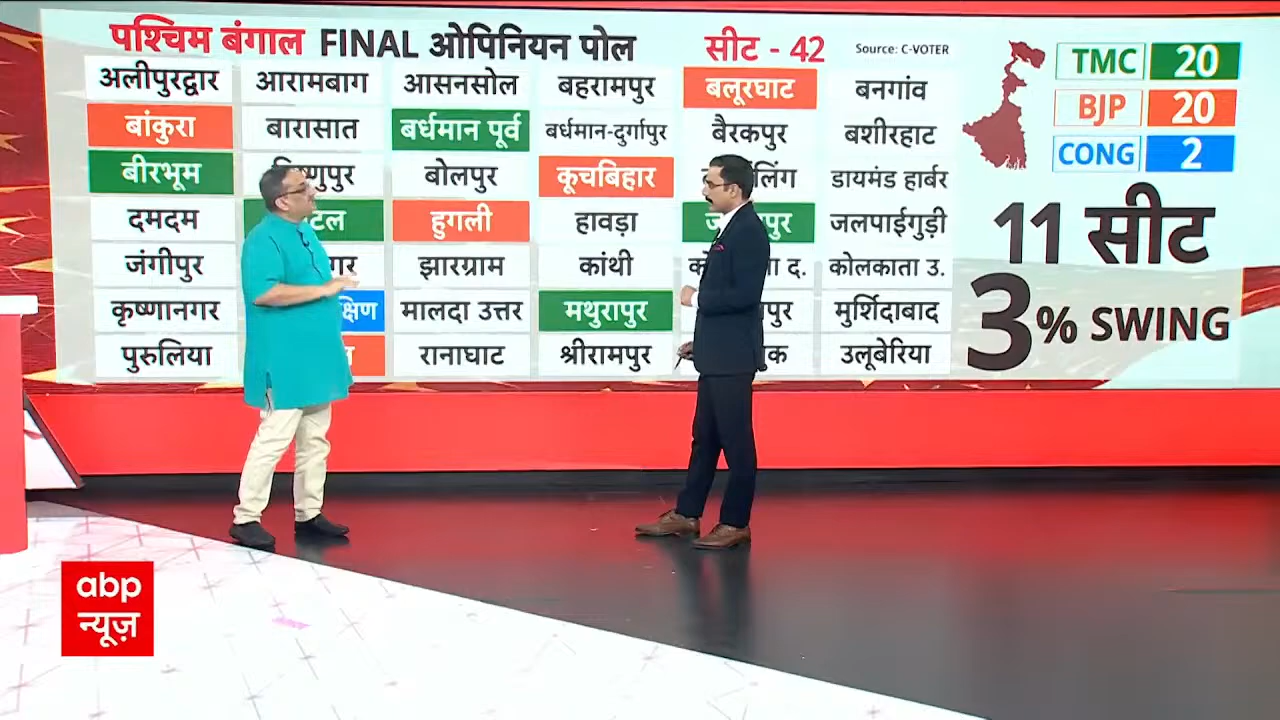 पश्चिम बंगाल FINAL ओपिनियन पोल सीट - 42 Source: C-VOTER
अलीपुरद्वार आरामबाग आसनसोल बहरामपुर बलूरघाट बनगांव
बांकुरा बारासात बर्धमान पूर्व बर्धमान-दुर्गापुर बैरकपुर बशीरहाट
बीरभूम बोलपुर कूचबिहार डायमंड हार्बर
दमदम हुगली हावड़ा जलपाईगुड़ी
जंगीपुर झारग्राम कांथी द. कोलकाता उ.
कृष्णानगर मालदा उत्तर मथुरापुर मुर्शिदाबाद
पुरुलिया रानाघाट श्रीरामपुर उलूबेरिया
TMC 20
BJP 20
CONG 2
11 सीट
3% SWING
abp
न्यूज़